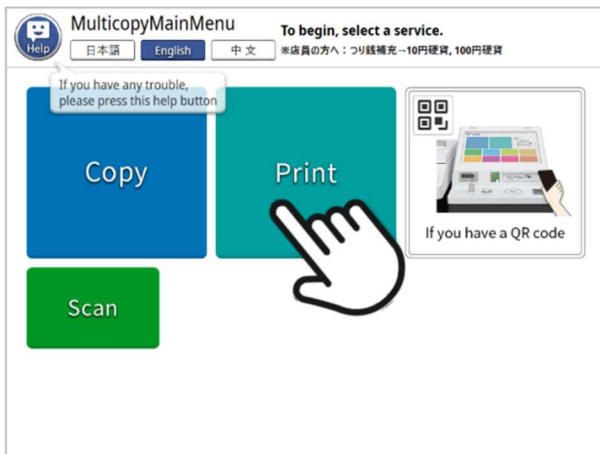 MulticopyMainMenu
To begin, select a service.
Help
日本語
English
中 文
※店員の方へ：つり銭補充→10円硬貨, 100円硬貨
If you have any trouble,
please press this help button
Copy
Print
If you have a QR code
Scan